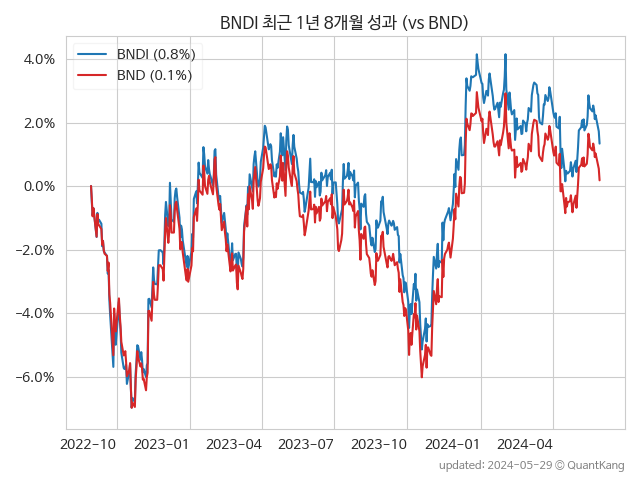 BNDI 최근 1년 8개월 성과 (vs BND)
BNDI (0.8%)
BND (0.1%)
4.0%
2.0%
0.0%
−2.0%
−4.0%
−6.0%
2022-10 2023-01 2023-04 2023-07 2023-10 2024-01 2024-04
updated: 2024-05-29 © QuantKang